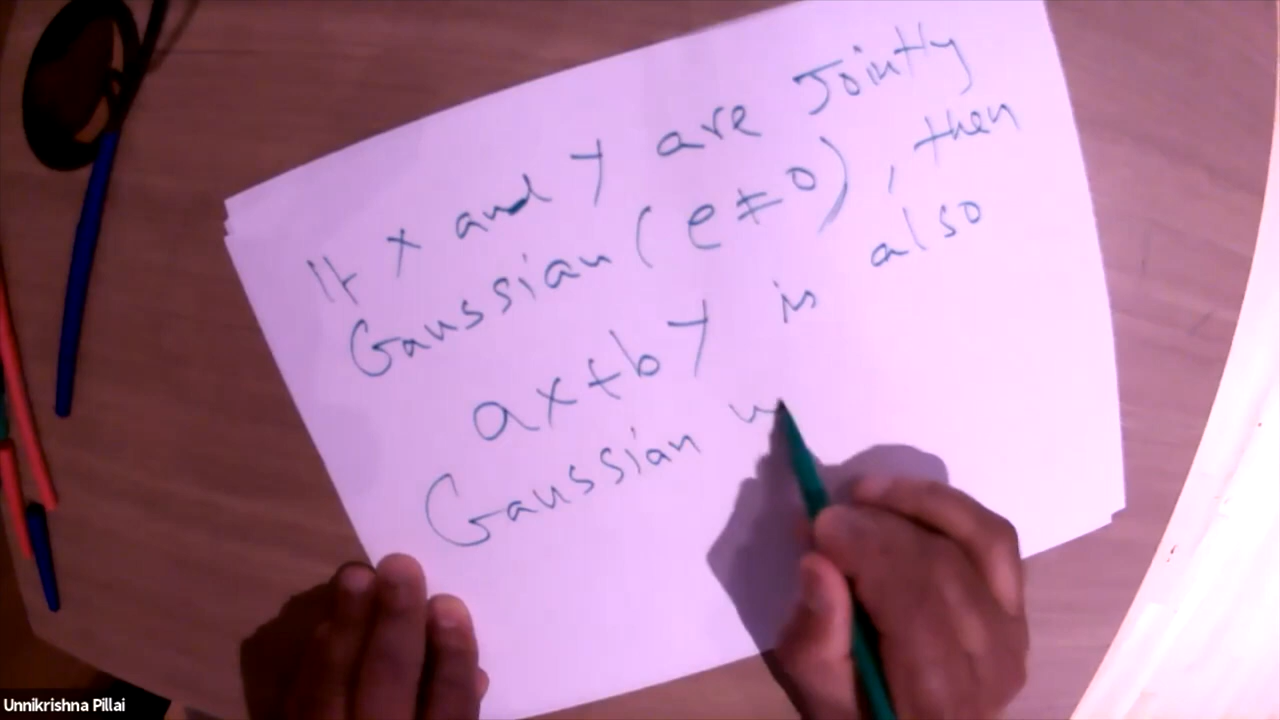 If X and Y are Jointly
Gaussian (ρ ≠ 0), then
aX + bY is also
Gaussian
Unnikrishna Pillai